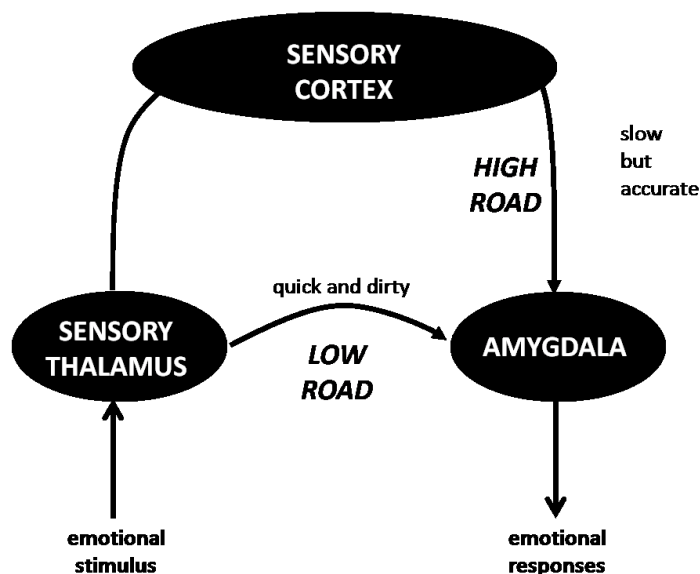 SENSORY
CORTEX
slow
but
accurate
HIGH
ROAD
quick and dirty
SENSORY
THALAMUS
LOW
ROAD
AMYGDALA
emotional
stimulus
emotional
responses